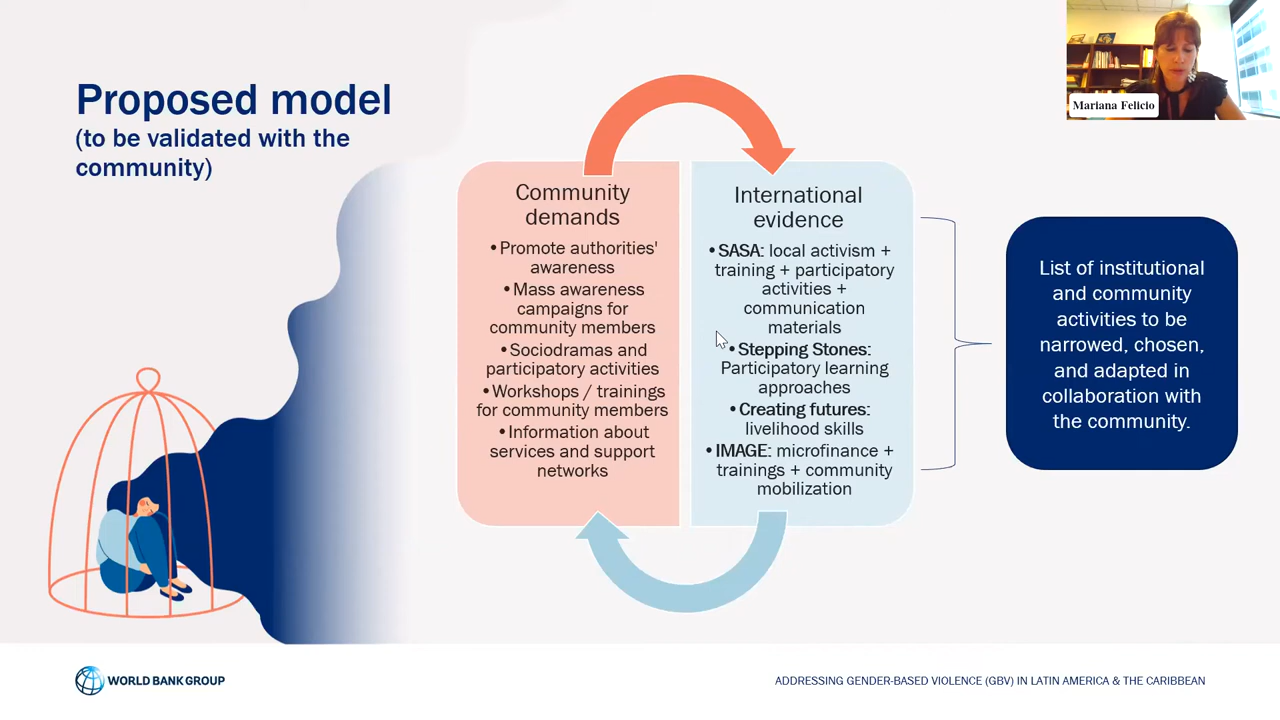 Proposed model
(to be validated with the
community)
Community
demands
•Promote authorities'
awareness
•Mass awareness
campaigns for
community members
•Sociodramas and
participatory activities
•Workshops / trainings
for community members
•Information about
services and support
networks
International
evidence
•SASA: local activism +
training + participatory
activities +
communication
materials
•Stepping Stones:
Participatory learning
approaches
•Creating futures:
livelihood skills
•IMAGE: microfinance +
trainings + community
mobilization
List of institutional
and community
activities to be
narrowed, chosen,
and adapted in
collaboration with
the community.
Mariana Felicio
WORLD BANK GROUP
ADDRESSING GENDER-BASED VIOLENCE (GBV) IN LATIN AMERICA & THE CARIBBEAN